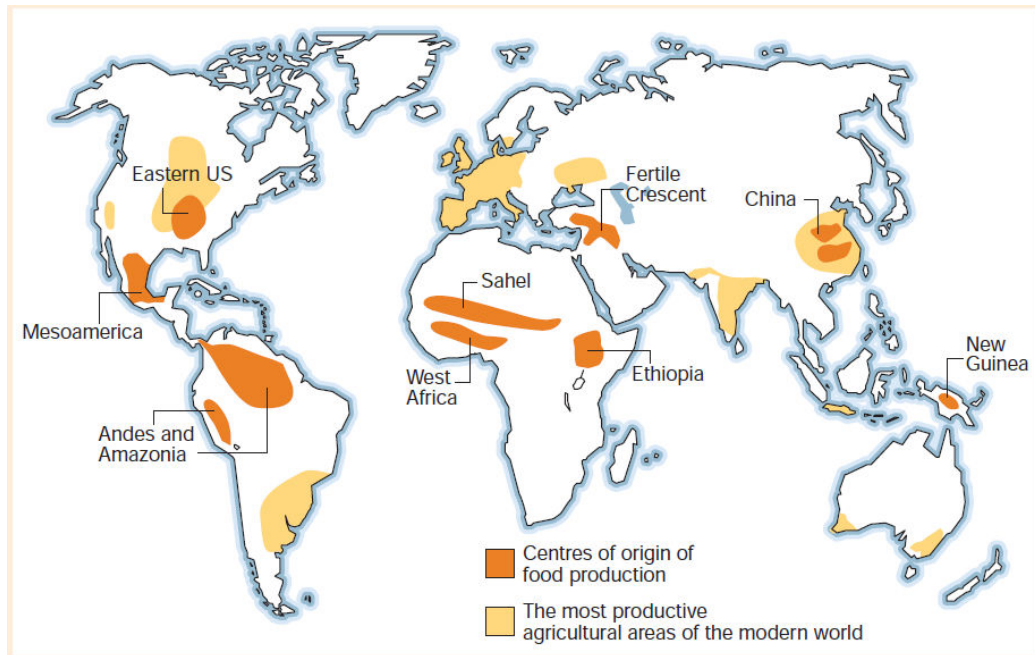 Eastern US
Fertile
Crescent
China
Sahel
Mesoamerica
New
Guinea
West
Africa
Ethiopia
Andes and
Amazonia
Centres of origin of
food production
The most productive
agricultural areas of the modern world